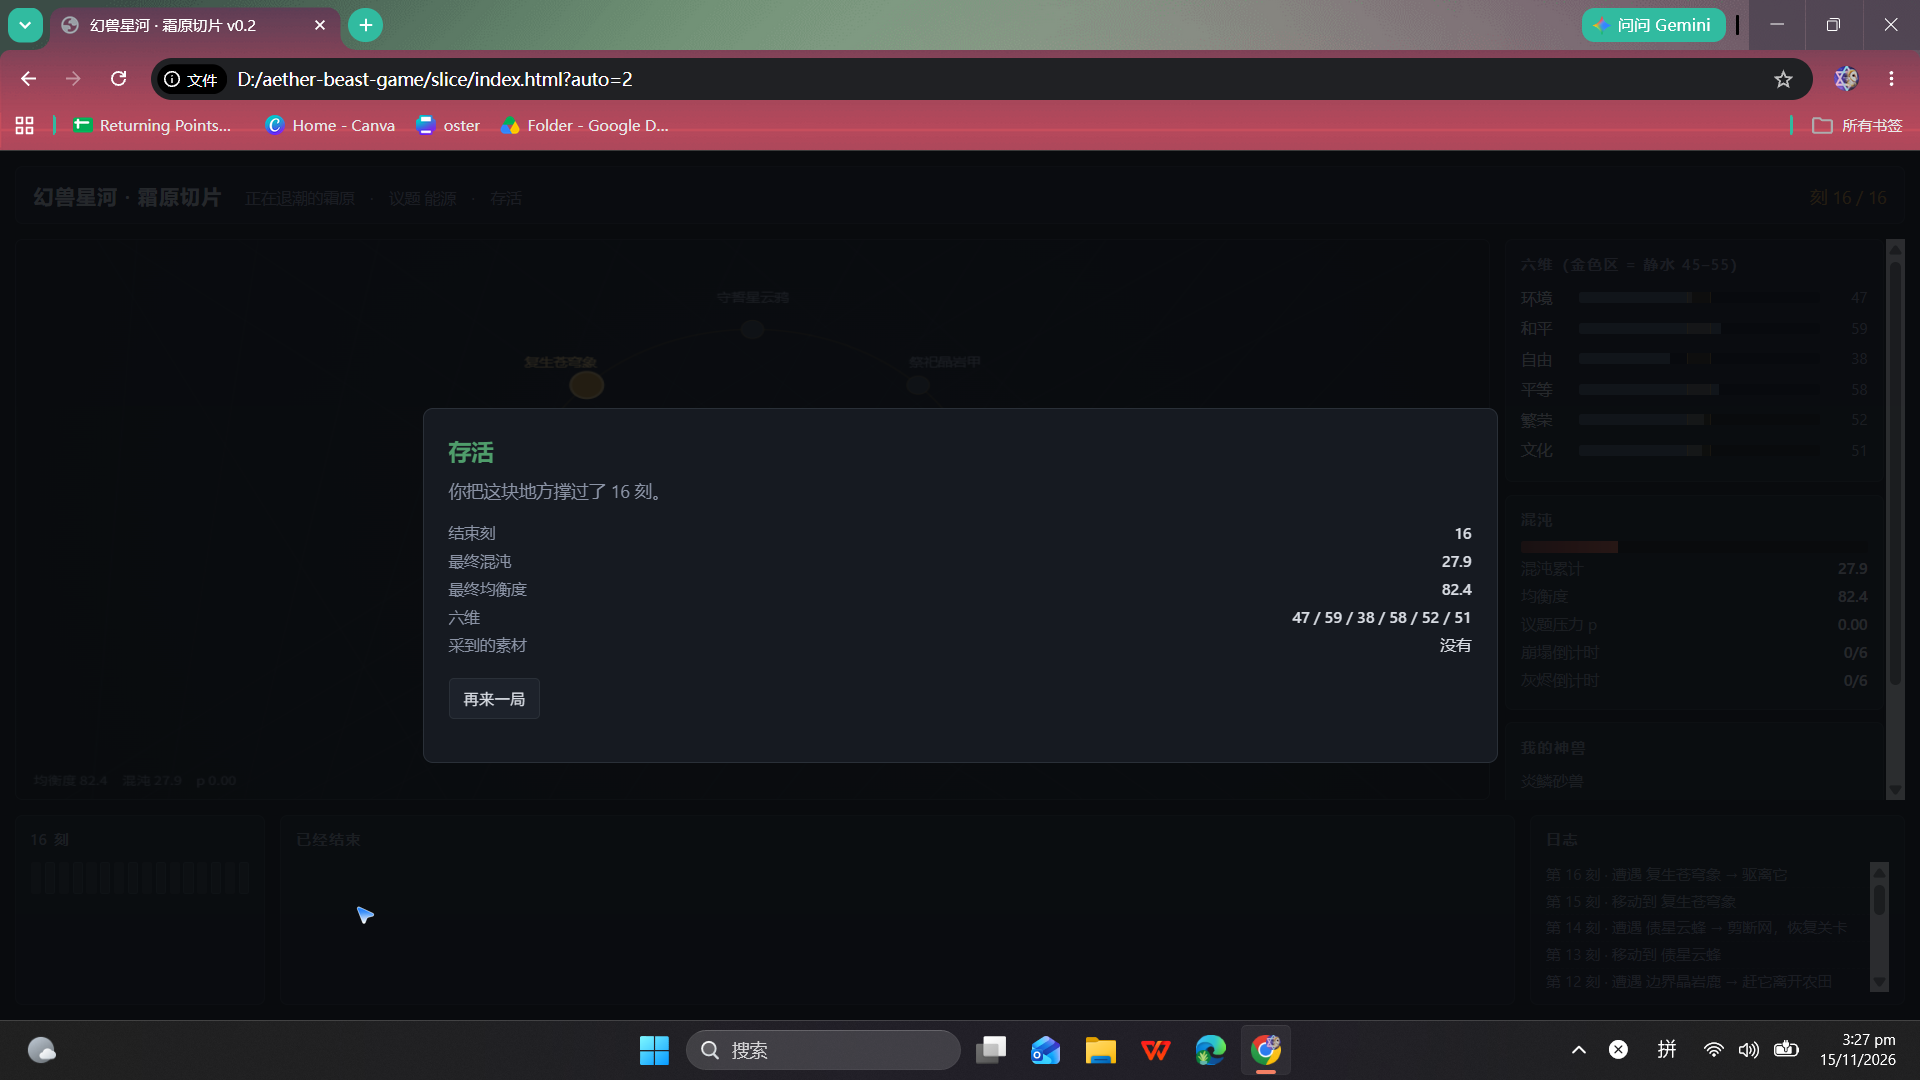 幻兽星河 · 霜原切片 v0.2
问问 Gemini
文件
D:/aether-beast-game/slice/index.html?auto=2
Returning Points...
Home - Canva
oster
Folder - Google D...
所有书签
幻兽星河 · 霜原切片
正在退潮的霜原 · 议题 能源 · 存活
刻 16 / 16
守誓星云蜂
复生苍穹象
祭祀晶岩甲
六维（金色区 = 静水 45–55）
环境 47
和平 59
自由 38
平等 58
繁荣 52
文化 51
存活
你把这块地方撑过了 16 刻。
结束刻 16
最终混沌 27.9
最终均衡度 82.4
六维 47 / 59 / 38 / 58 / 52 / 51
采到的素材 没有
再来一局
混沌
混沌累计 27.9
均衡度 82.4
议题压力 p 0.00
崩塌倒计时 0/6
灰烬倒计时 0/6
我的神兽
炎鳞砂兽
均衡度 82.4 混沌 27.9 p 0.00
16 刻
已经结束
日志
第 16 刻 · 遭遇 复生苍穹象 → 驱离它
第 15 刻 · 移动到 复生苍穹象
第 14 刻 · 遭遇 债星云蜂 → 剪断网，恢复关卡
第 13 刻 · 移动到 债星云蜂
第 12 刻 · 遭遇 边界晶岩鹿 → 赶它离开农田
搜索
拼
3:27 pm
15/11/2026